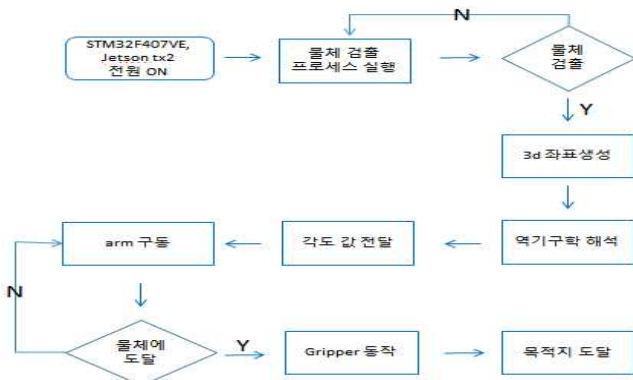 N
STM32F407VE,
Jetson tx2
전원 ON
물체 검출
프로세스 실행
물체
검출
Y
3d 좌표생성
arm 구동
각도 값 전달
역기구학 해석
N
물체에
도달
Y
Gripper 동작
목적지 도달